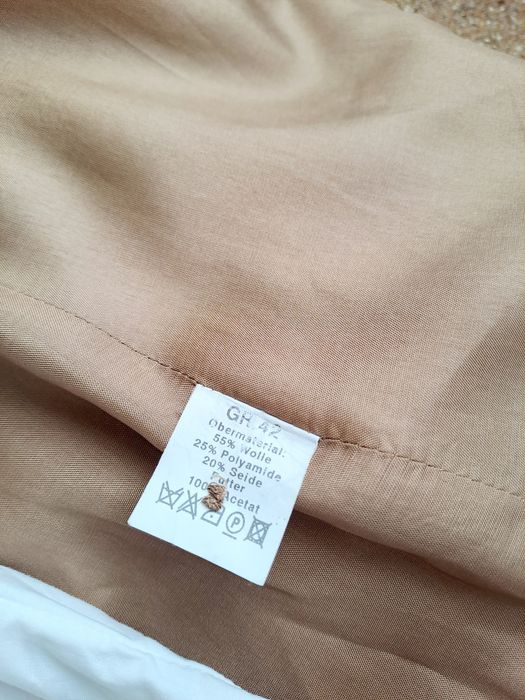 GR.42
Obermaterial:
55% Wolle
25% Polyamide
20% Seide
Futter
100% Acetat
P